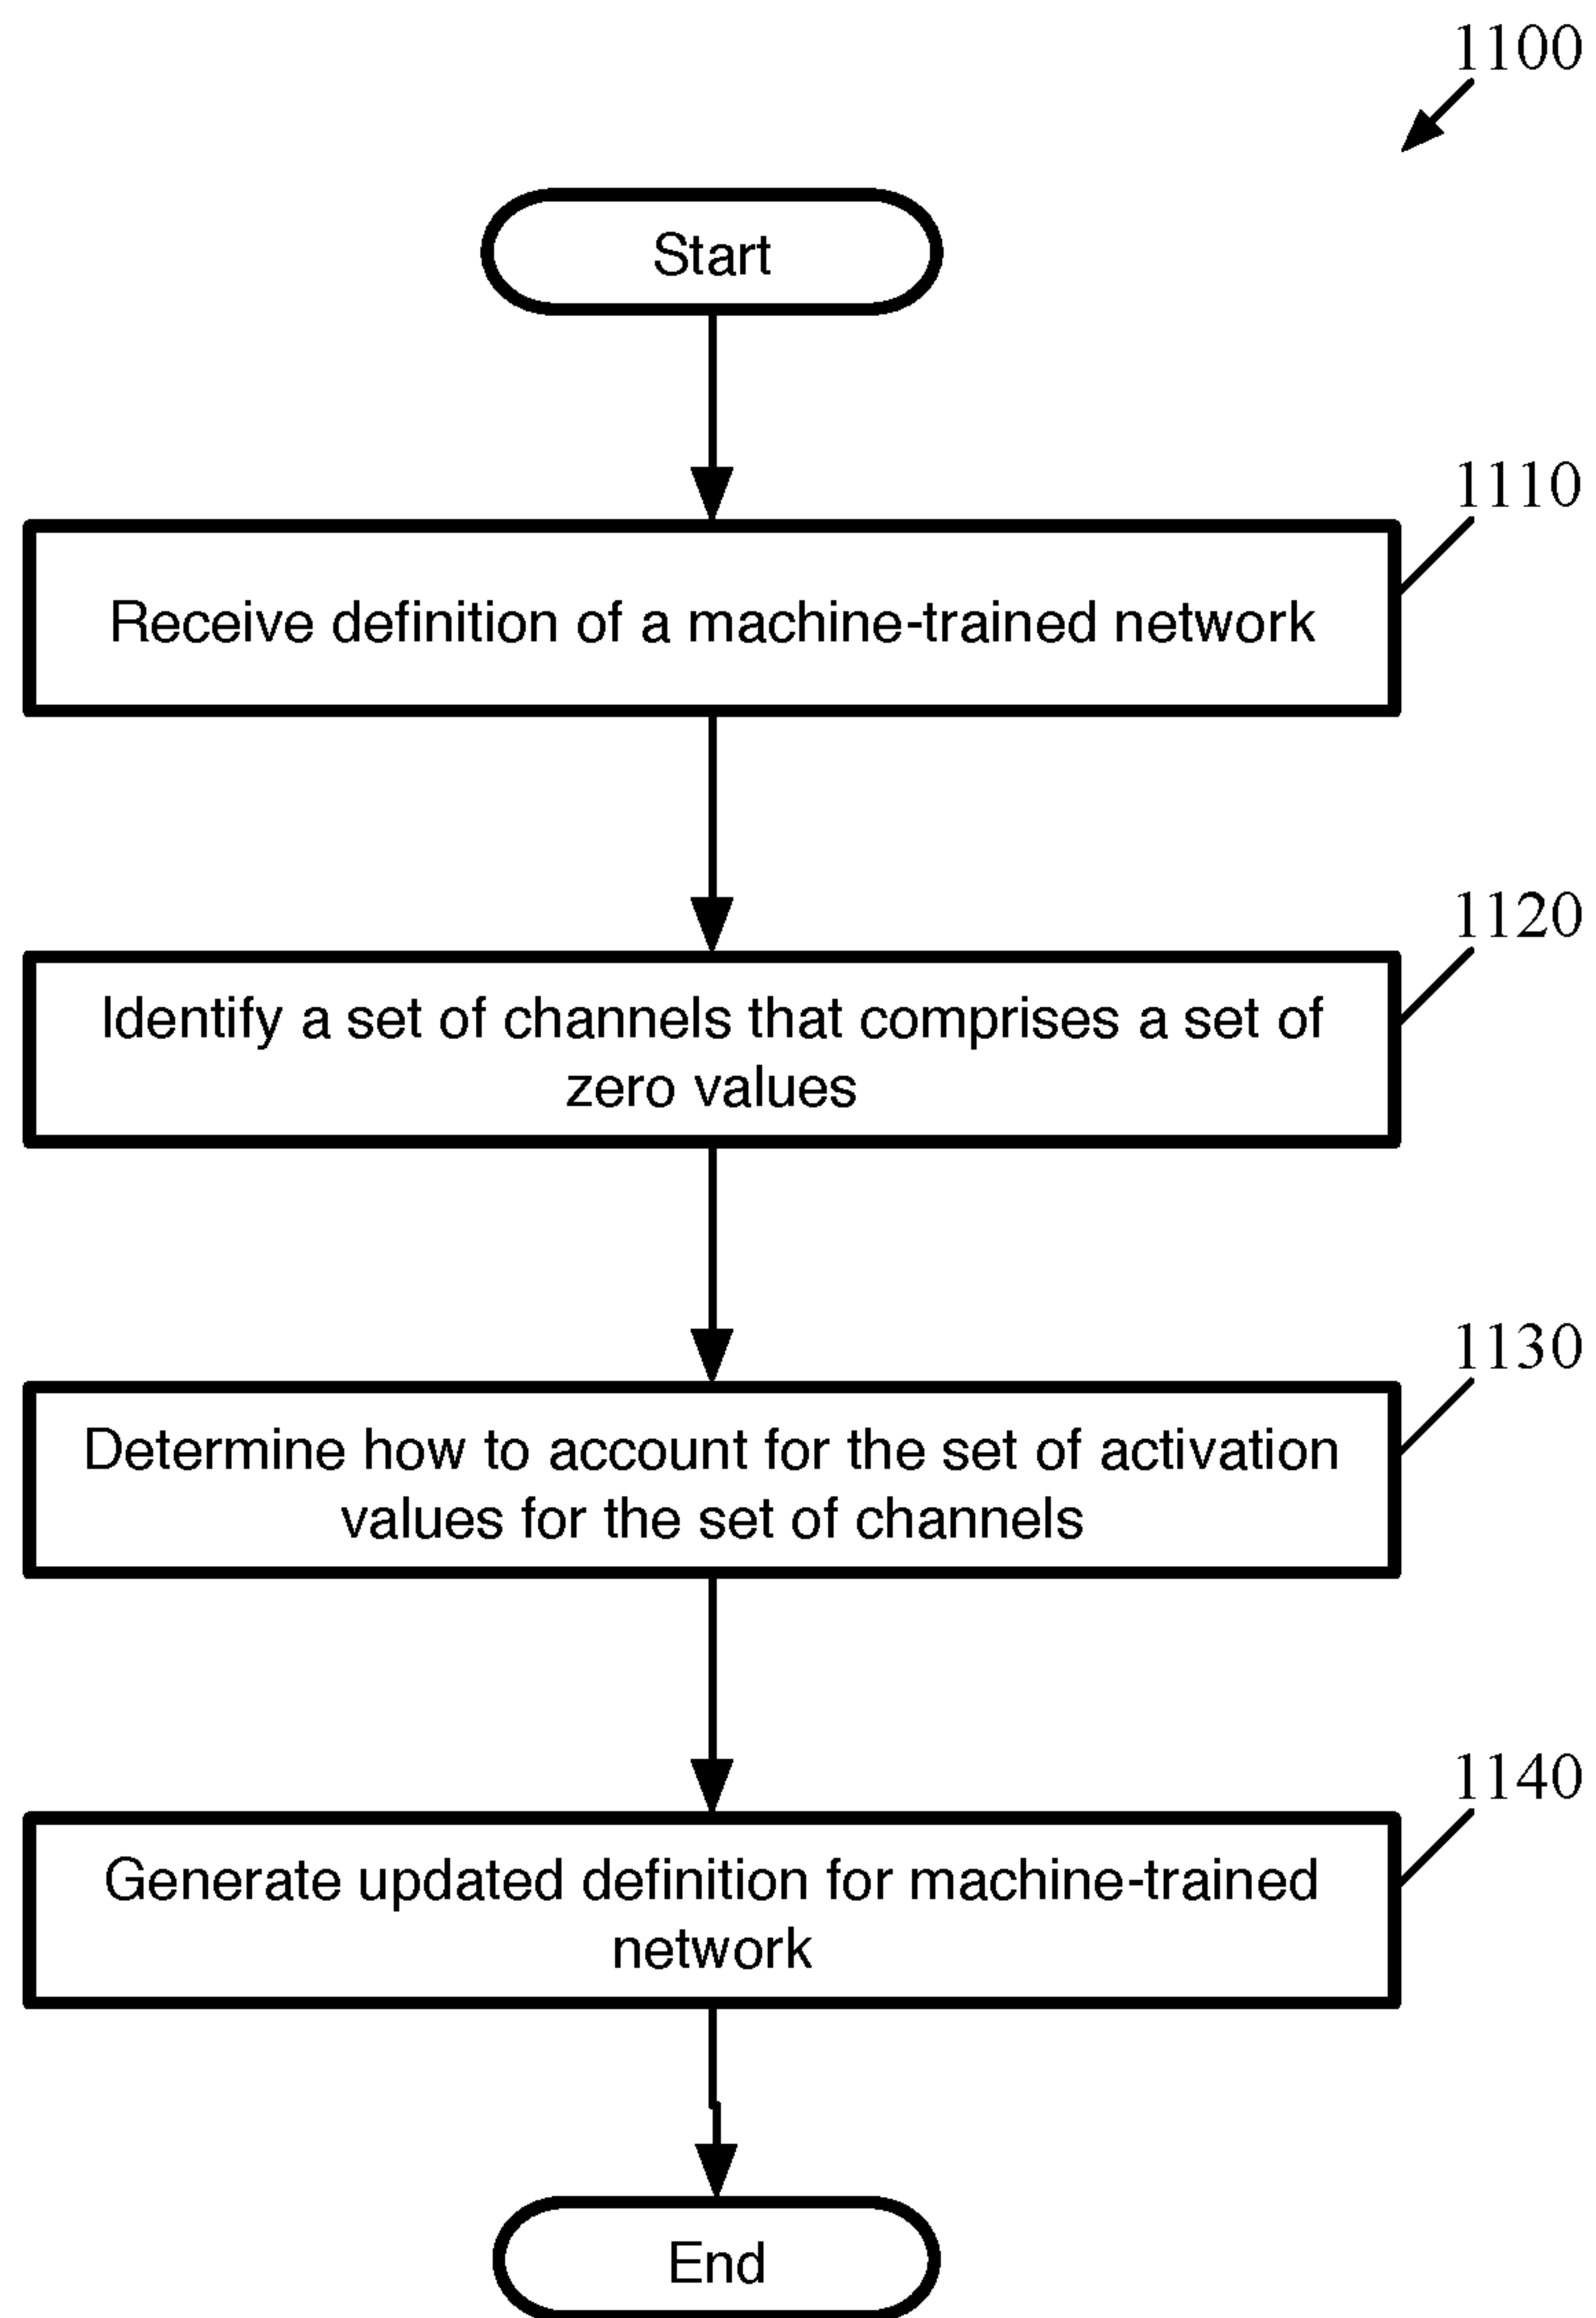 1100
Start
1110
Receive definition of a machine-trained network
1120
Identify a set of channels that comprises a set of
zero values
1130
Determine how to account for the set of activation
values for the set of channels
1140
Generate updated definition for machine-trained
network
End